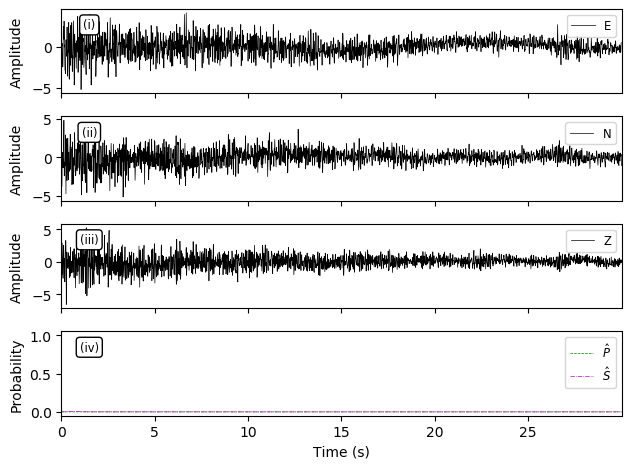 (i)
E
Amplitude
0
−5
(ii)
N
Amplitude
5
0
−5
(iii)
Z
Amplitude
5
0
−5
(iv)
P̂
Ŝ
Probability
1.0
0.5
0.0
0 5 10 15 20 25
Time (s)